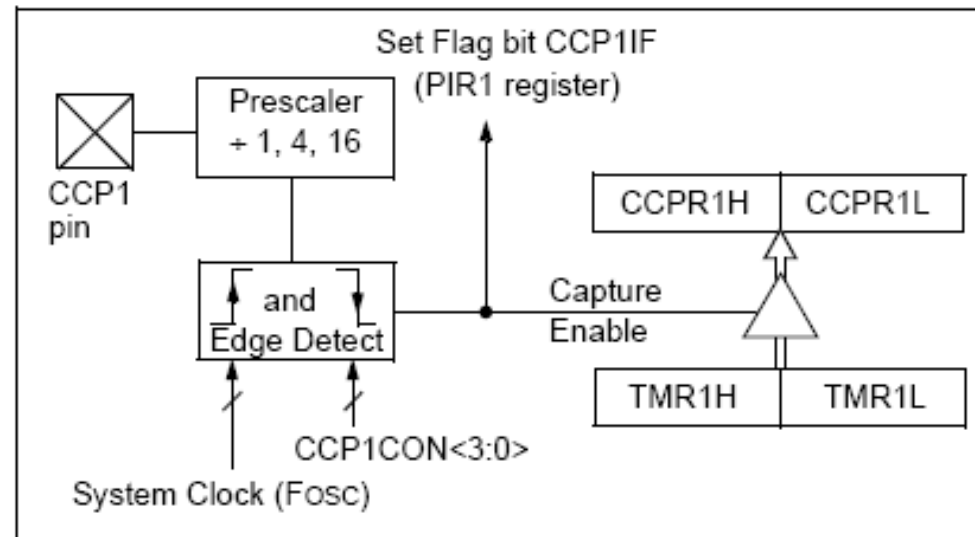 Set Flag bit CCP1IF
(PIR1 register)
Prescaler
÷ 1, 4, 16
CCP1
pin
CCPR1H
CCPR1L
and
Edge Detect
Capture
Enable
TMR1H
TMR1L
CCP1CON<3:0>
System Clock (FOSC)